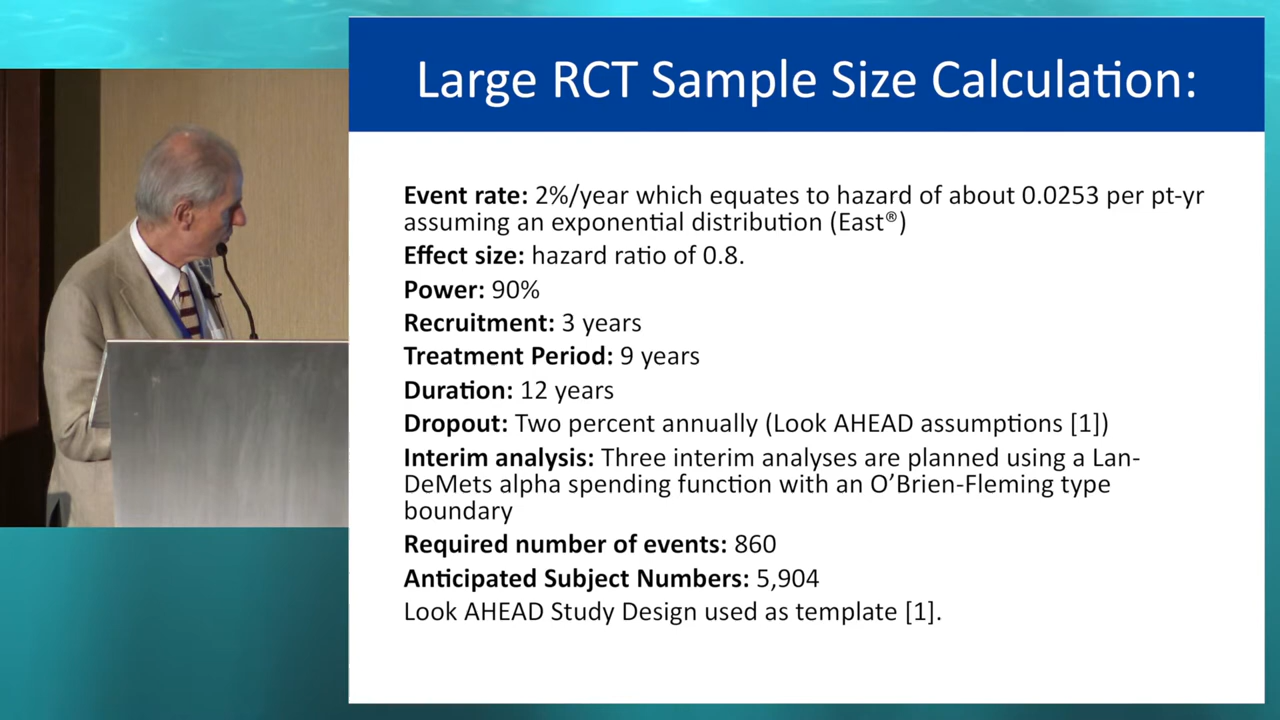 Large RCT Sample Size Calculation:
Event rate: 2%/year which equates to hazard of about 0.0253 per pt-yr
assuming an exponential distribution (East®)
Effect size: hazard ratio of 0.8.
Power: 90%
Recruitment: 3 years
Treatment Period: 9 years
Duration: 12 years
Dropout: Two percent annually (Look AHEAD assumptions [1])
Interim analysis: Three interim analyses are planned using a Lan-
DeMets alpha spending function with an O’Brien-Fleming type
boundary
Required number of events: 860
Anticipated Subject Numbers: 5,904
Look AHEAD Study Design used as template [1].